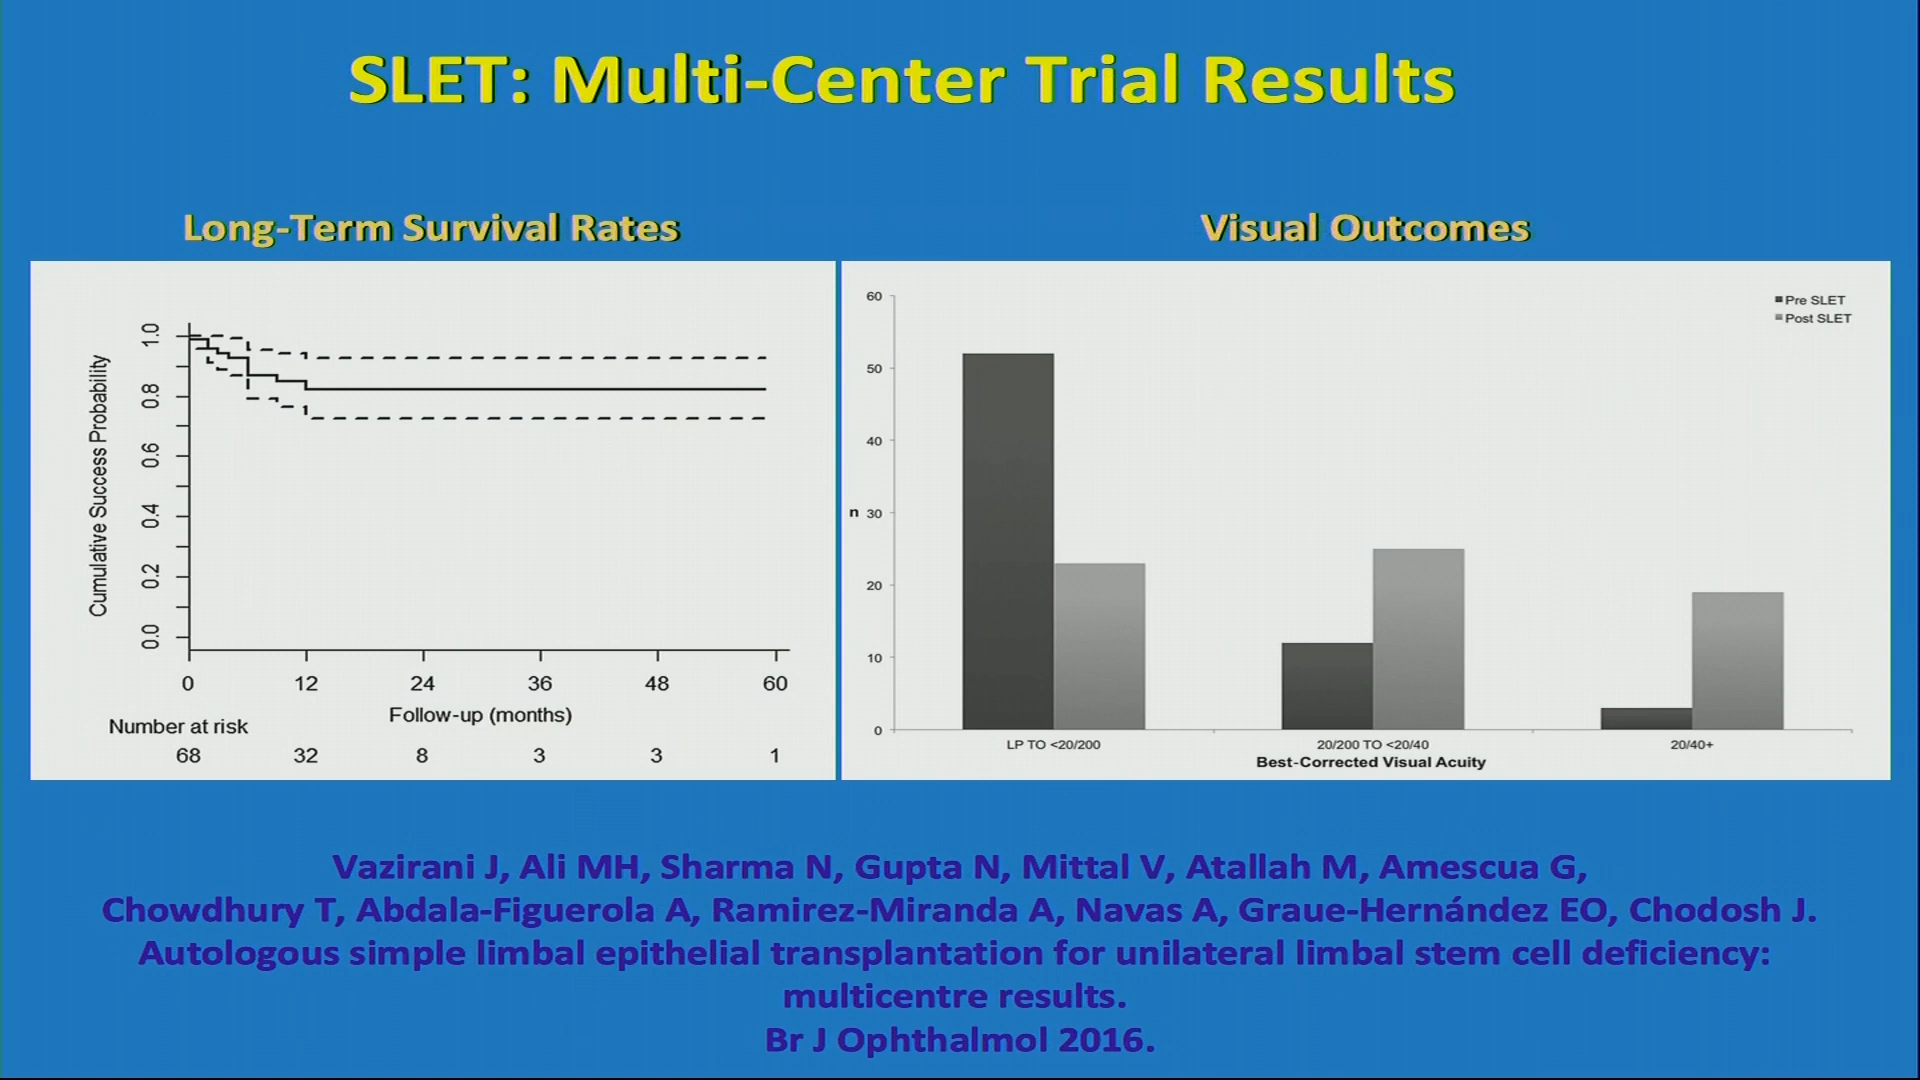 SLET: Multi-Center Trial Results
Long-Term Survival Rates
Cumulative Success Probability
1.0
0.8
0.6
0.4
0.2
0.0
0 12 24 36 48 60
Follow-up (months)
Number at risk
68 32 8 3 3 1
Visual Outcomes
Pre SLET
Post SLET
60
50
40
n 30
20
10
0
LP TO <20/200 20/200 TO <20/40 20/40+
Best-Corrected Visual Acuity
Vazirani J, Ali MH, Sharma N, Gupta N, Mittal V, Atallah M, Amescua G,
Chowdhury T, Abdala-Figuerola A, Ramirez-Miranda A, Navas A, Graue-Hernández EO, Chodosh J.
Autologous simple limbal epithelial transplantation for unilateral limbal stem cell deficiency:
multicentre results.
Br J Ophthalmol 2016.